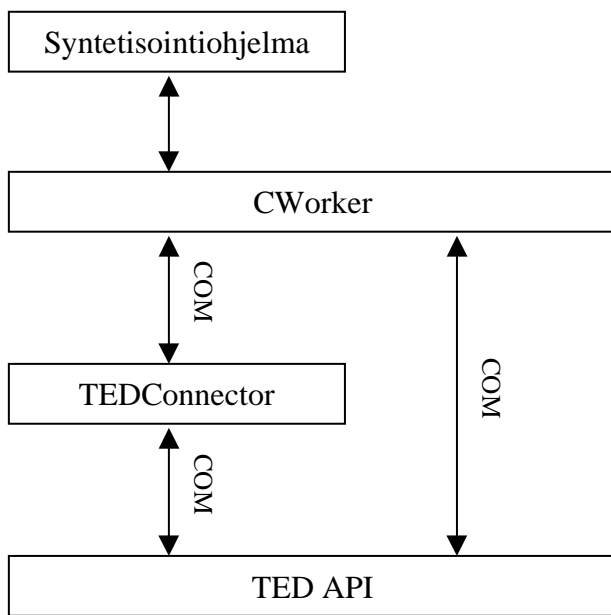 Syntetisointiohjelma
CWorker
COM
TEDConnector
COM
COM
TED API